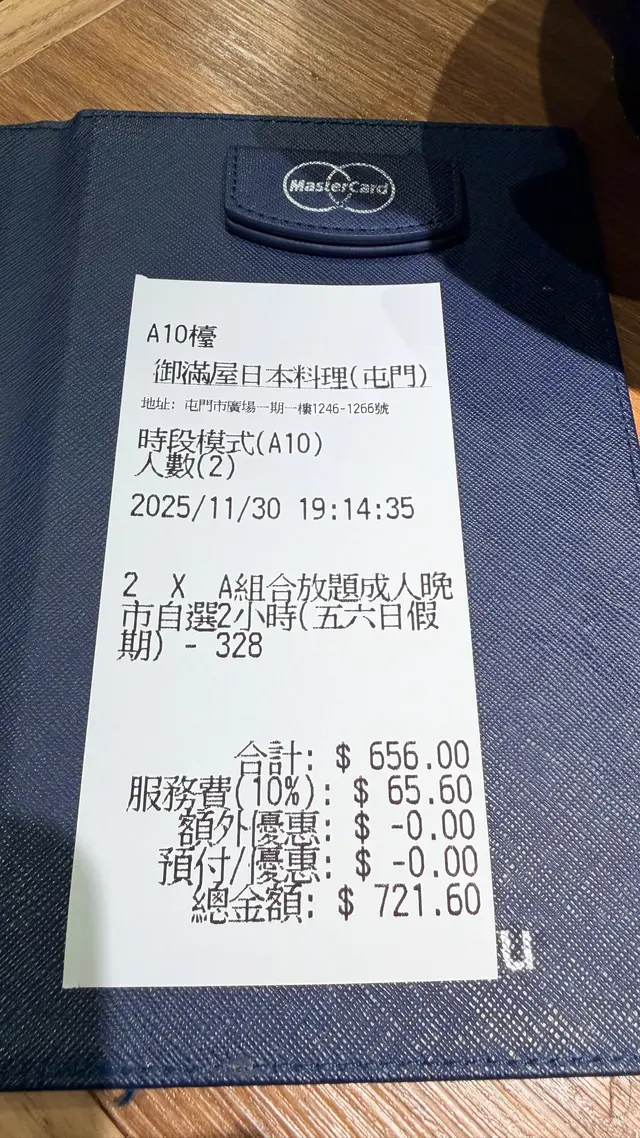 MasterCard
A10檯
御滿屋日本料理(屯門)
地址: 屯門市廣場一期一樓1246-1266號
時段模式(A10)
人數(2)
2025/11/30 19:14:35
2 X A組合放題成人晚
市自選2小時(五六日假
期) - 328
合計: $ 656.00
服務費(10%): $ 65.60
額外優惠: $ -0.00
預付/優惠: $ -0.00
總金額: $ 721.60